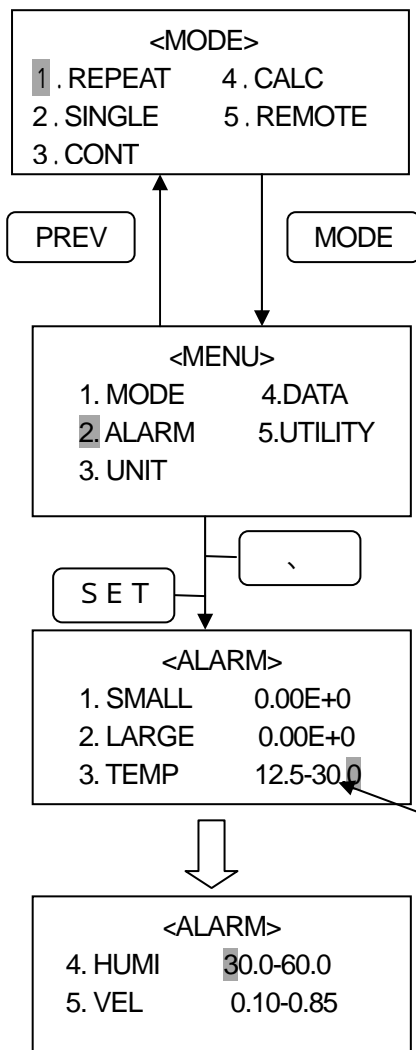 <MODE>
1 . REPEAT 4 . CALC
2 . SINGLE 5 . REMOTE
3 . CONT
PREV
MODE
<MENU>
1. MODE 4.DATA
2. ALARM 5.UTILITY
3. UNIT
、
SET
<ALARM>
1. SMALL 0.00E+0
2. LARGE 0.00E+0
3. TEMP 12.5-30.0
<ALARM>
4. HUMI 30.0-60.0
5. VEL 0.10-0.85